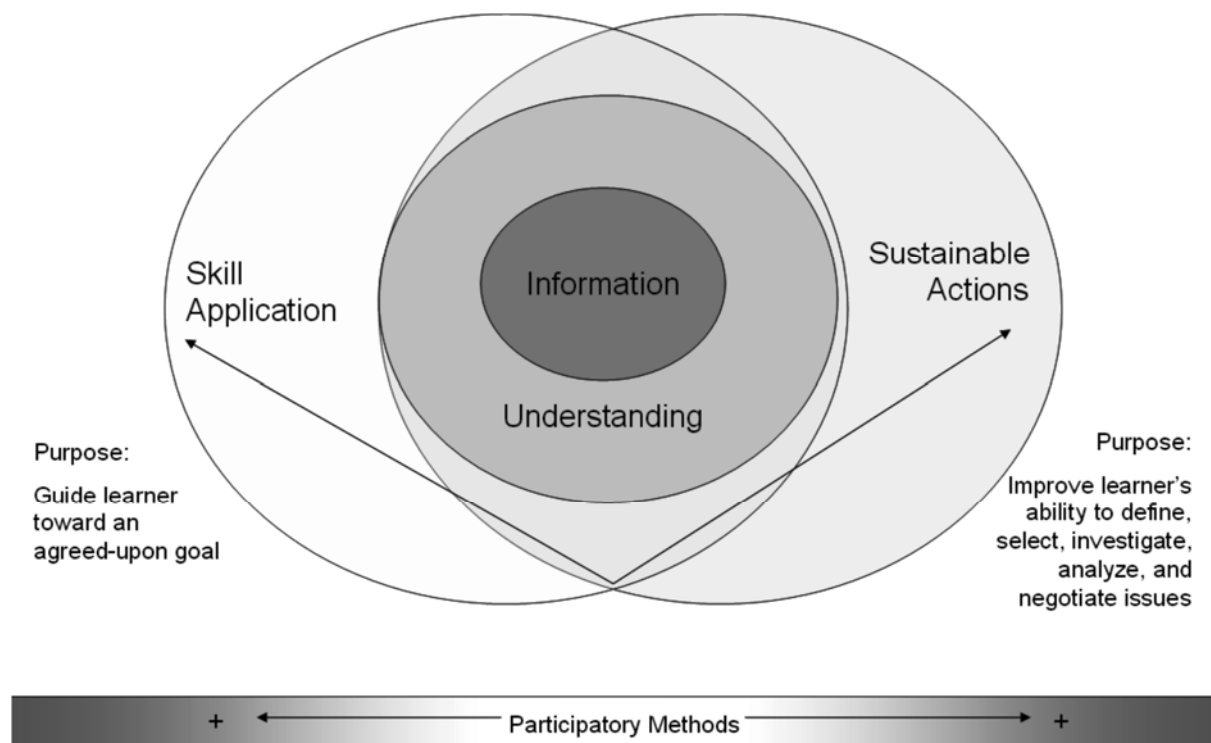 Skill
Application
Information
Understanding
Sustainable
Actions
Purpose:
Guide learner
toward an
agreed-upon goal
Purpose:
Improve learner's
ability to define,
select, investigate,
analyze, and
negotiate issues
+ Participatory Methods +